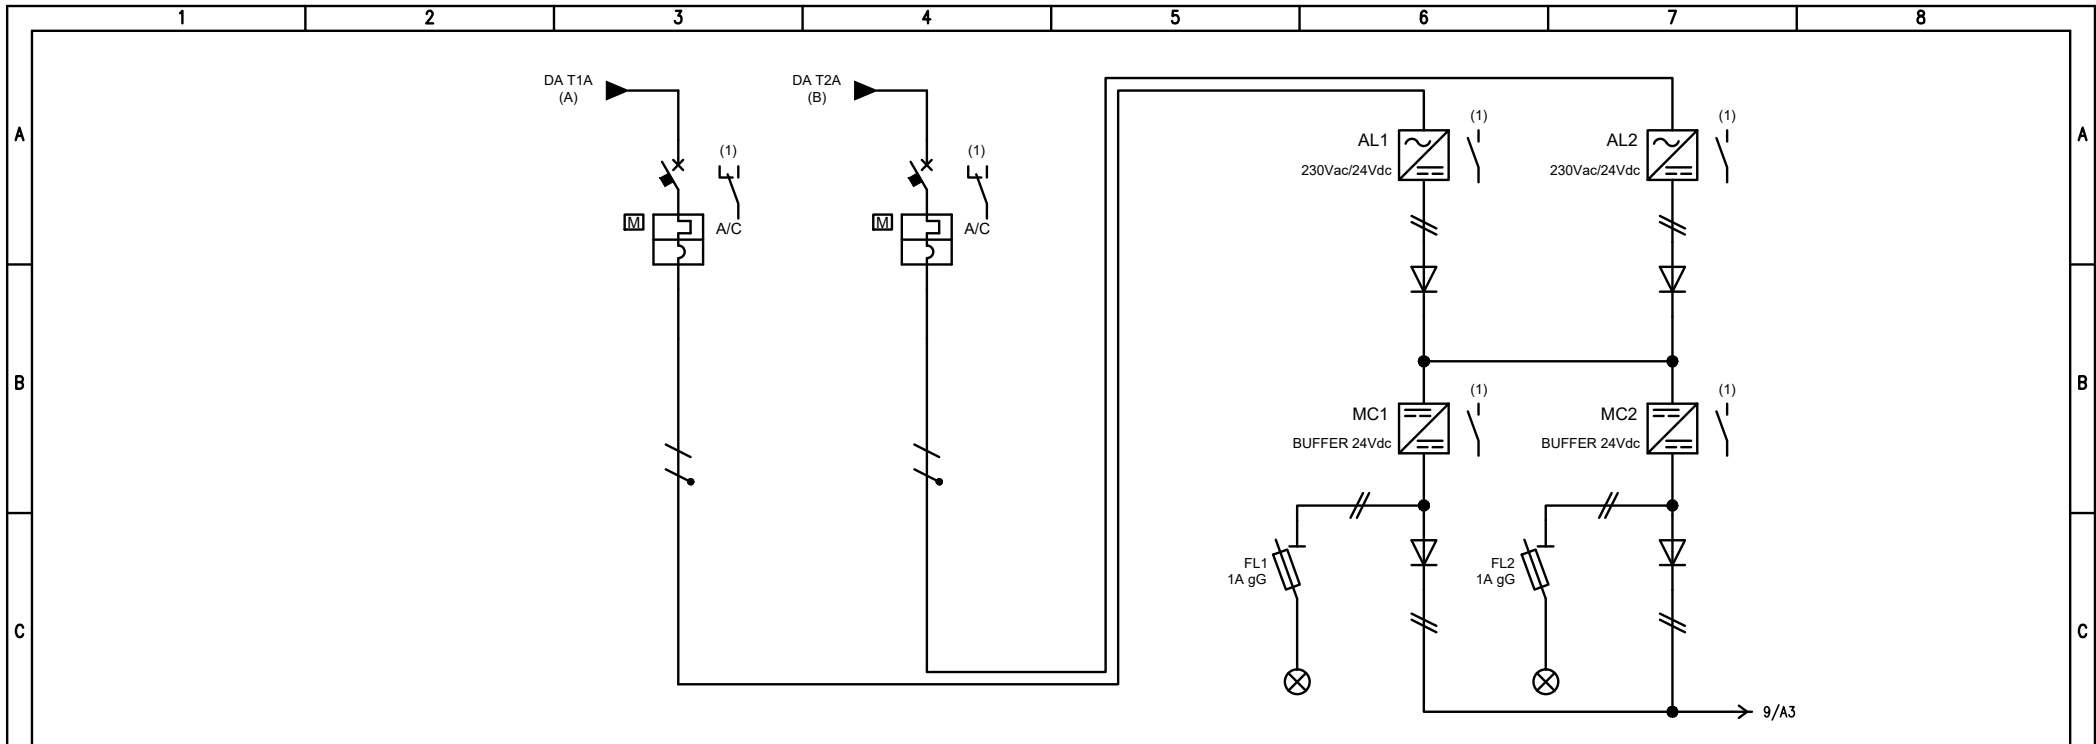 1 2 3 4 5 6 7 8
A
A
B
B
C
C
DA T1A
(A)
DA T2A
(B)
(1)
M
A/C
(1)
M
A/C
AL1
230Vac/24Vdc
(1)
AL2
230Vac/24Vdc
(1)
MC1
BUFFER 24Vdc
(1)
MC2
BUFFER 24Vdc
(1)
FL1
1A gG
FL2
1A gG
9/A3